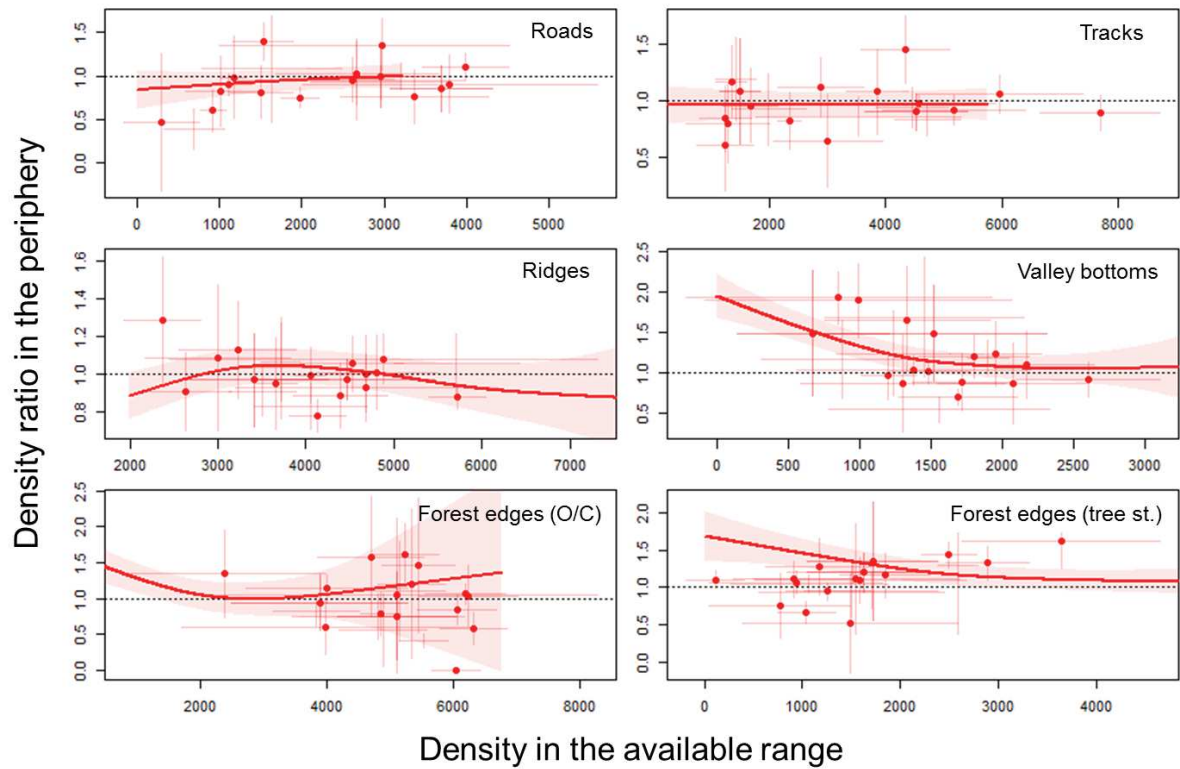 Density ratio in the periphery
Roads
1.5
1.0
0.5
0.0
0 1000 2000 3000 4000 5000
Tracks
1.5
1.0
0.5
2000 4000 6000 8000
Ridges
1.6
1.4
1.2
1.0
0.8
2000 3000 4000 5000 6000 7000
Valley bottoms
2.5
2.0
1.5
1.0
0.5
0 500 1000 1500 2000 2500 3000
Forest edges (O/C)
2.5
2.0
1.5
1.0
0.5
0.0
2000 4000 6000 8000
Forest edges (tree st.)
2.0
1.5
1.0
0.5
0.0
0 1000 2000 3000 4000
Density in the available range